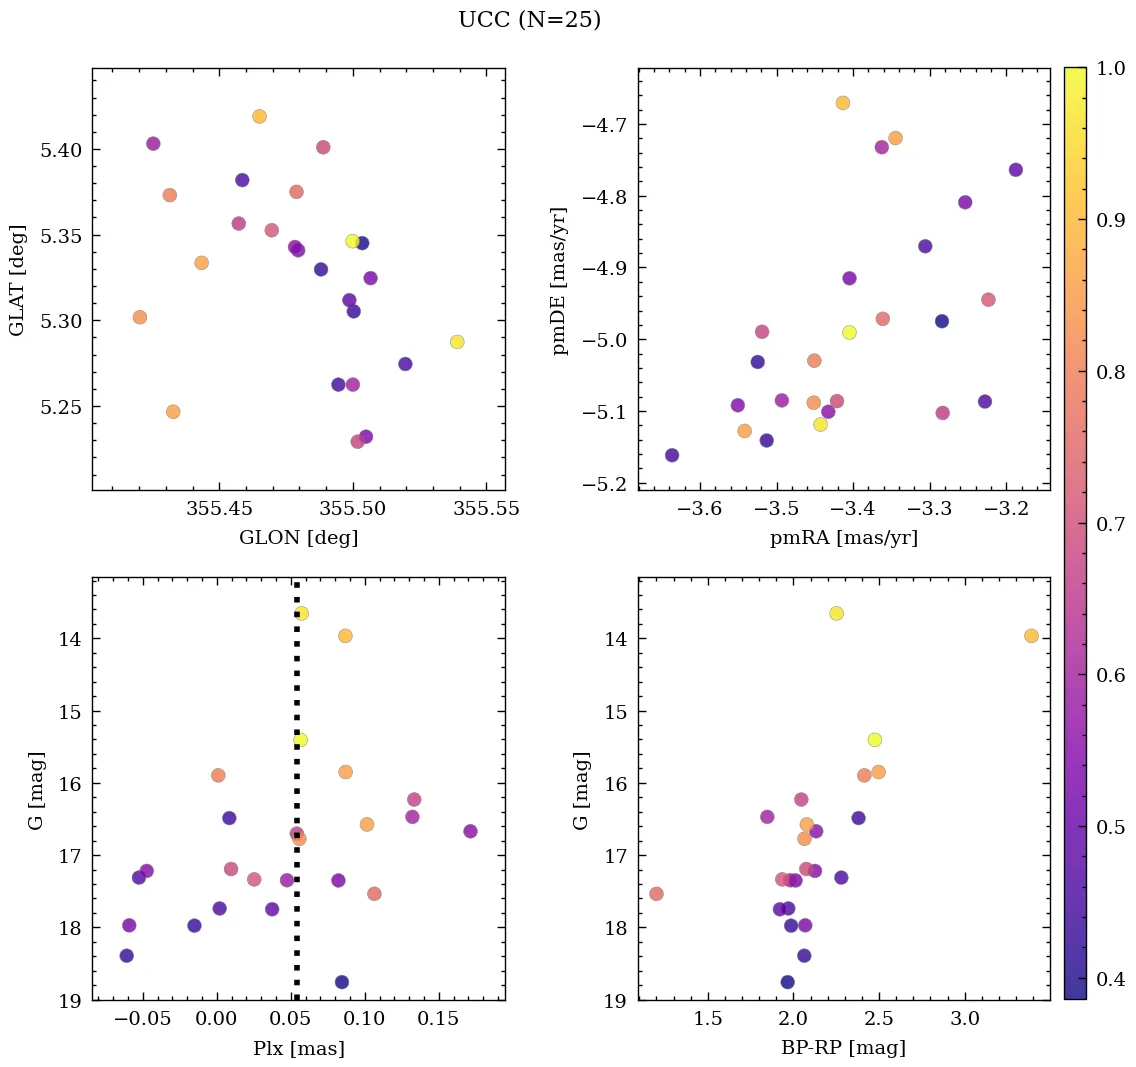 UCC (N=25)
5.40
5.35
5.30
5.25
GLAT [deg]
355.45 355.50 355.55
GLON [deg]
−4.7
−4.8
−4.9
−5.0
−5.1
−5.2
pmDE [mas/yr]
−3.6 −3.5 −3.4 −3.3 −3.2
pmRA [mas/yr]
14
15
16
17
18
19
G [mag]
−0.05 0.00 0.05 0.10 0.15
Plx [mas]
14
15
16
17
18
19
G [mag]
1.5 2.0 2.5 3.0
BP-RP [mag]
1.0
0.9
0.8
0.7
0.6
0.5
0.4